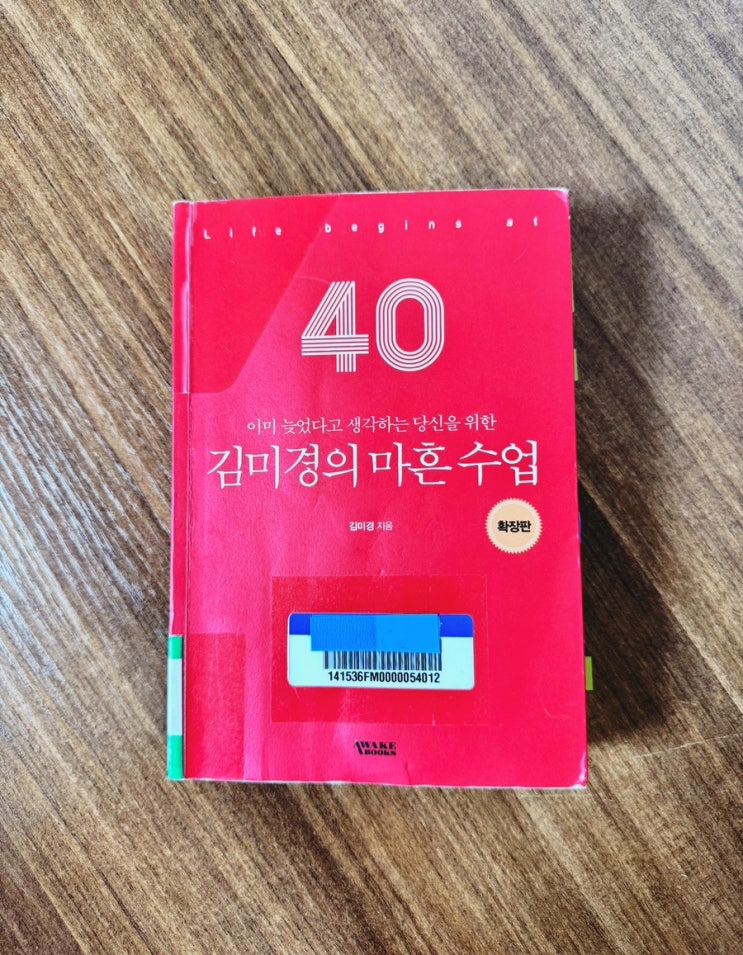 Life begins at
40
이미 늦었다고 생각하는 당신을 위한
김미경의 마흔 수업
김미경 지음
확장판
141536FM0000054012
AWAKE
BOOKS